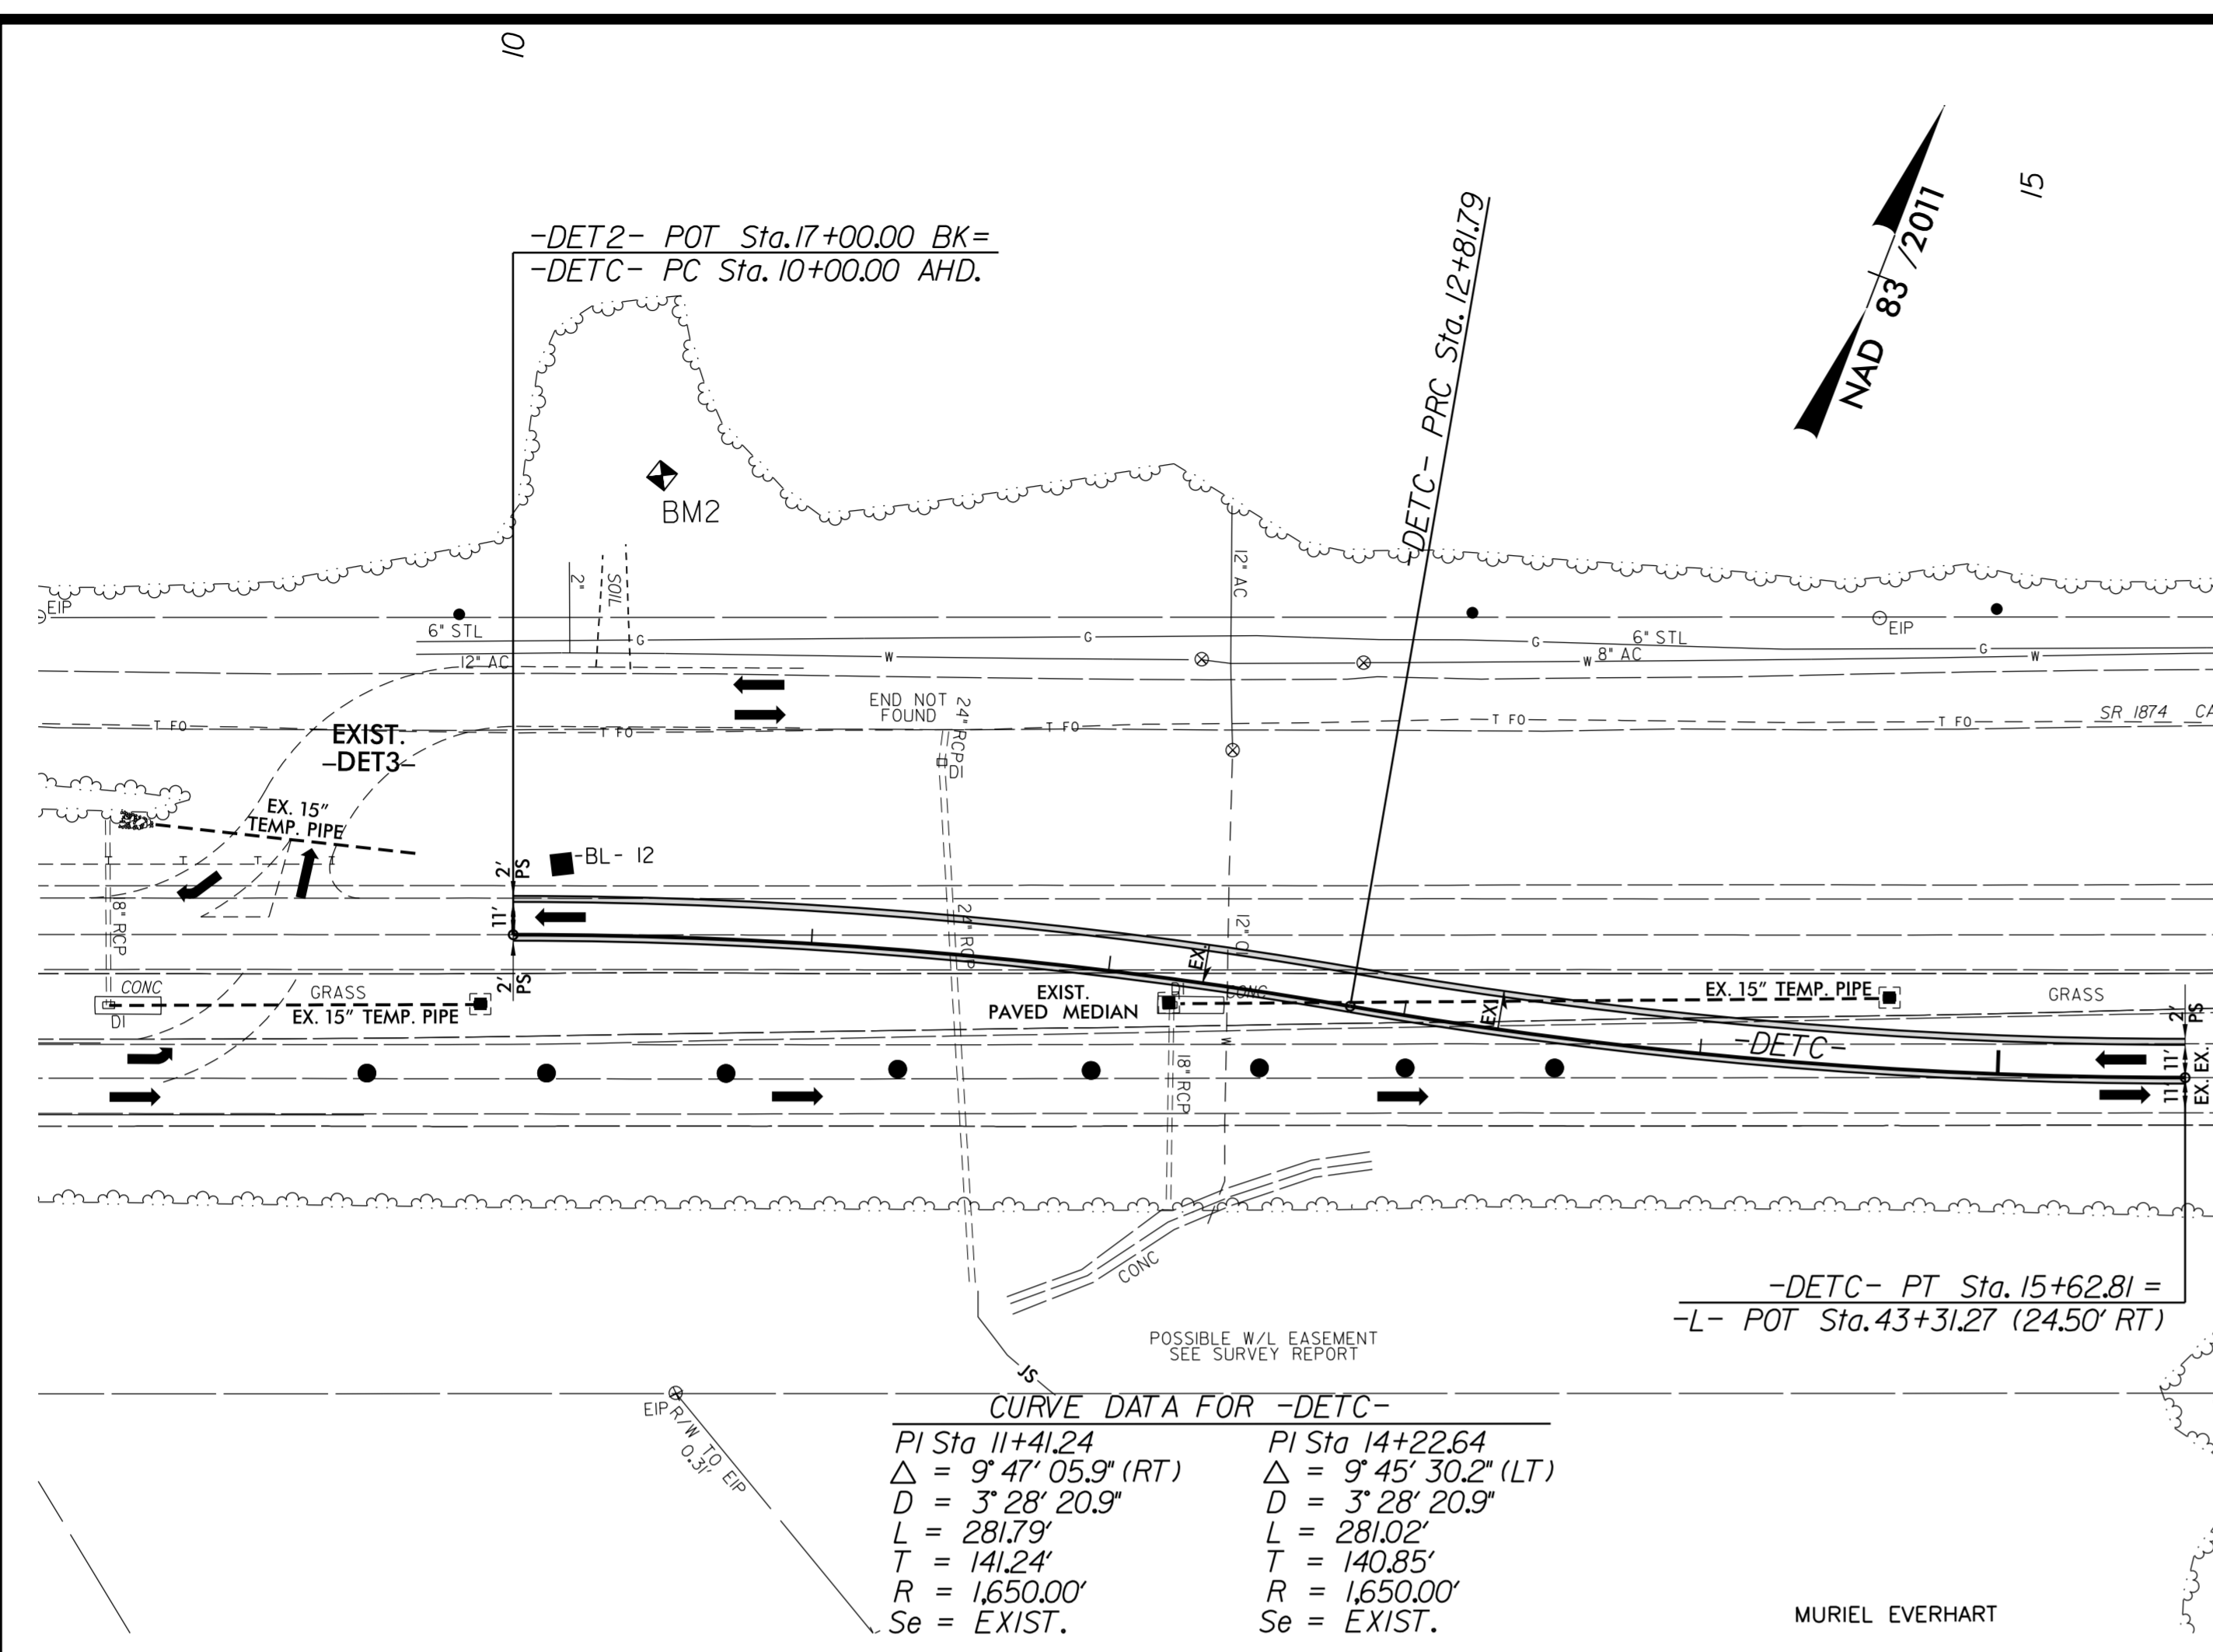 10
15
NAD 83 / 2011
-DET2- POT Sta. 17+00.00 BK=
-DETC- PC Sta. 10+00.00 AHD.
-DETC- PRC Sta. 12+81.79
BM2
EIP
6" STL
12" AC
2"
SOIL
G
W
G
12" AC
G
6" STL
W
8" AC
EIP
G
W
END NOT
FOUND
24" RCP
DI
T FO
T FO
T FO
T FO
T FO
SR 1874 CA
EXIST.
-DET3-
EX. 15"
TEMP. PIPE
T
T
T
T
-BL- 12
2'
PS
11'
2'
PS
18" RCP
CONC
DI
GRASS
EX. 15" TEMP. PIPE
24" RCP
12" CI
EX.
EXIST.
PAVED MEDIAN
DI
CONC
EX.
EX. 15" TEMP. PIPE
GRASS
-DETC-
2'
PS
11'
EX.
11'
EX.
W
18" RCP
CONC
-DETC- PT Sta. 15+62.81 =
-L- POT Sta. 43+31.27 (24.50' RT)
POSSIBLE W/L EASEMENT
SEE SURVEY REPORT
JS
EIP
R/W TO EIP
0.31'
CURVE DATA FOR -DETC-
PI Sta 11+41.24
Δ = 9° 47' 05.9" (RT)
D = 3° 28' 20.9"
L = 281.79'
T = 141.24'
R = 1,650.00'
Se = EXIST.
PI Sta 14+22.64
Δ = 9° 45' 30.2" (LT)
D = 3° 28' 20.9"
L = 281.02'
T = 140.85'
R = 1,650.00'
Se = EXIST.
MURIEL EVERHART